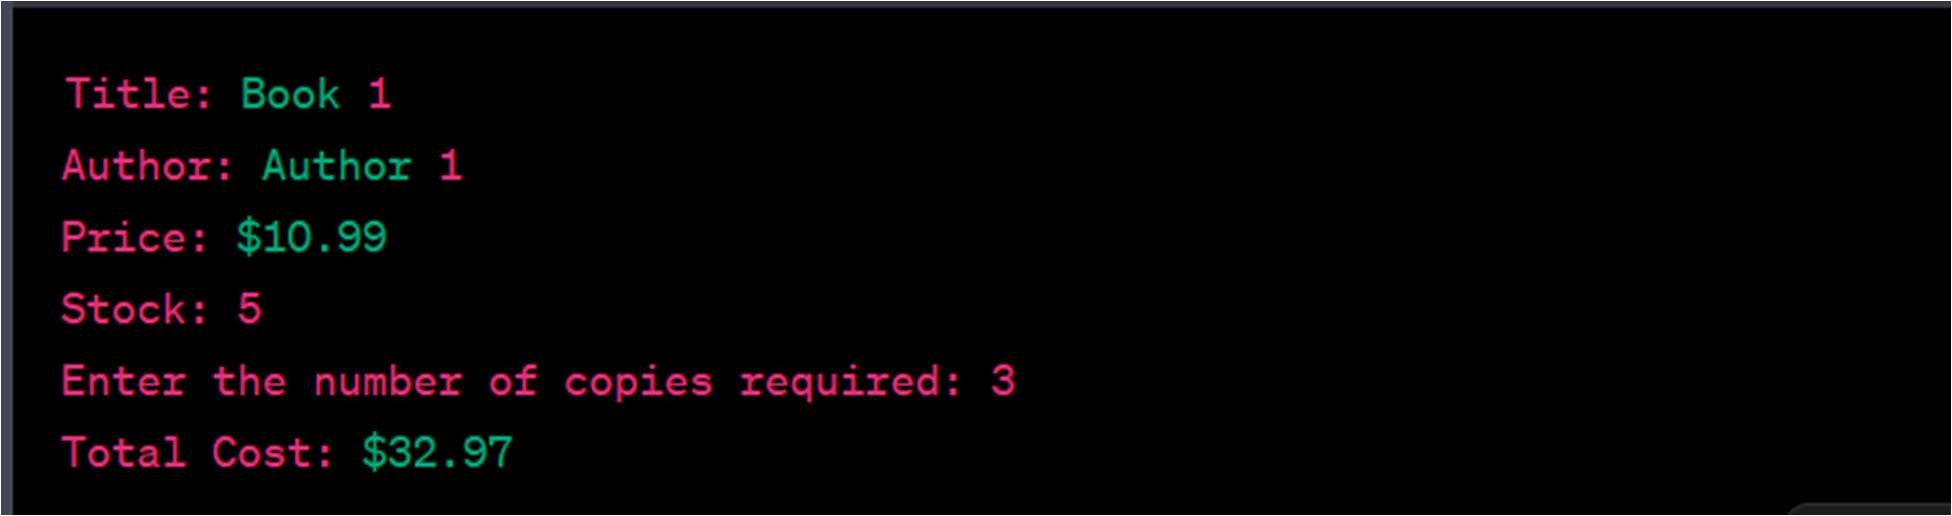 Title: Book 1
Author: Author 1
Price: $10.99
Stock: 5
Enter the number of copies required: 3
Total Cost: $32.97